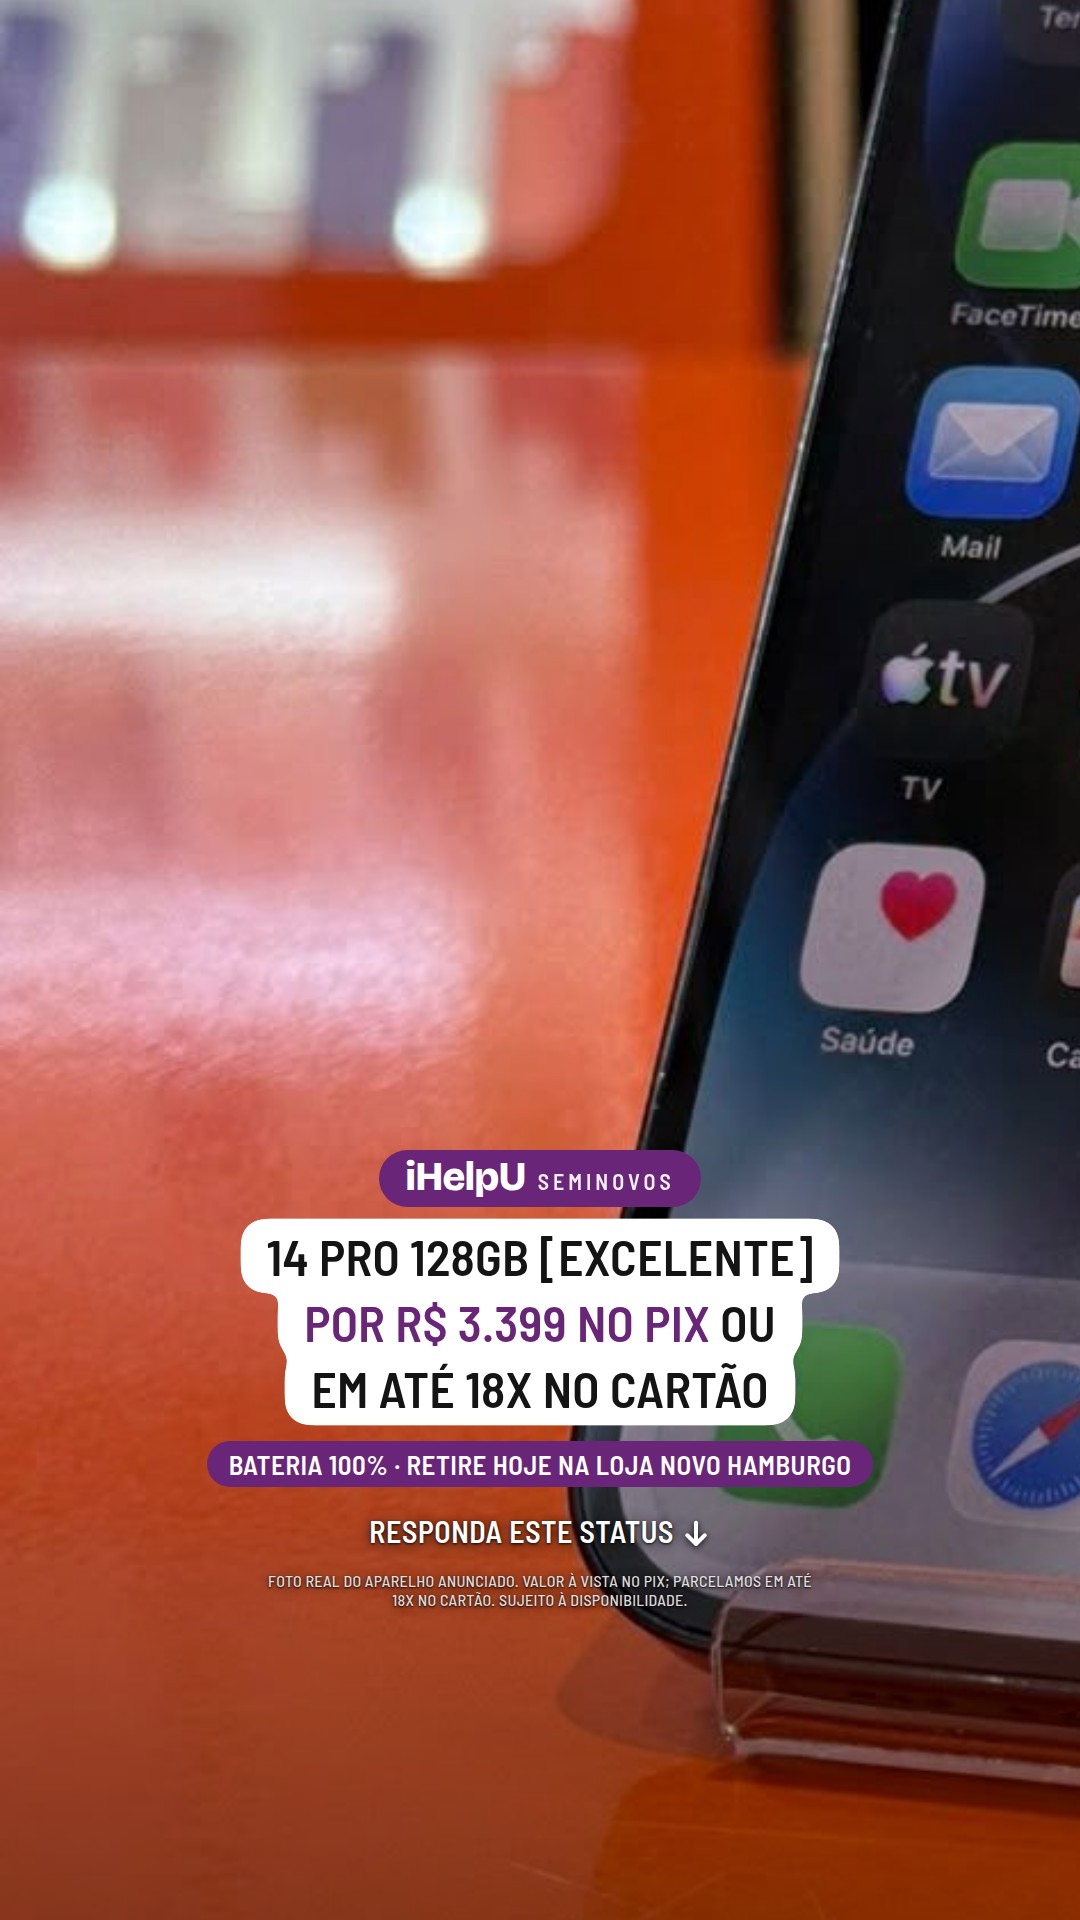 Ter
FaceTime
Mail
tv
TV
Saúde
Ca
iHelpU SEMINOVOS
14 PRO 128GB [EXCELENTE]
POR R$ 3.399 NO PIX OU
EM ATÉ 18X NO CARTÃO
BATERIA 100% · RETIRE HOJE NA LOJA NOVO HAMBURGO
RESPONDA ESTE STATUS ↓
FOTO REAL DO APARELHO ANUNCIADO. VALOR À VISTA NO PIX; PARCELAMOS EM ATÉ
18X NO CARTÃO. SUJEITO À DISPONIBILIDADE.